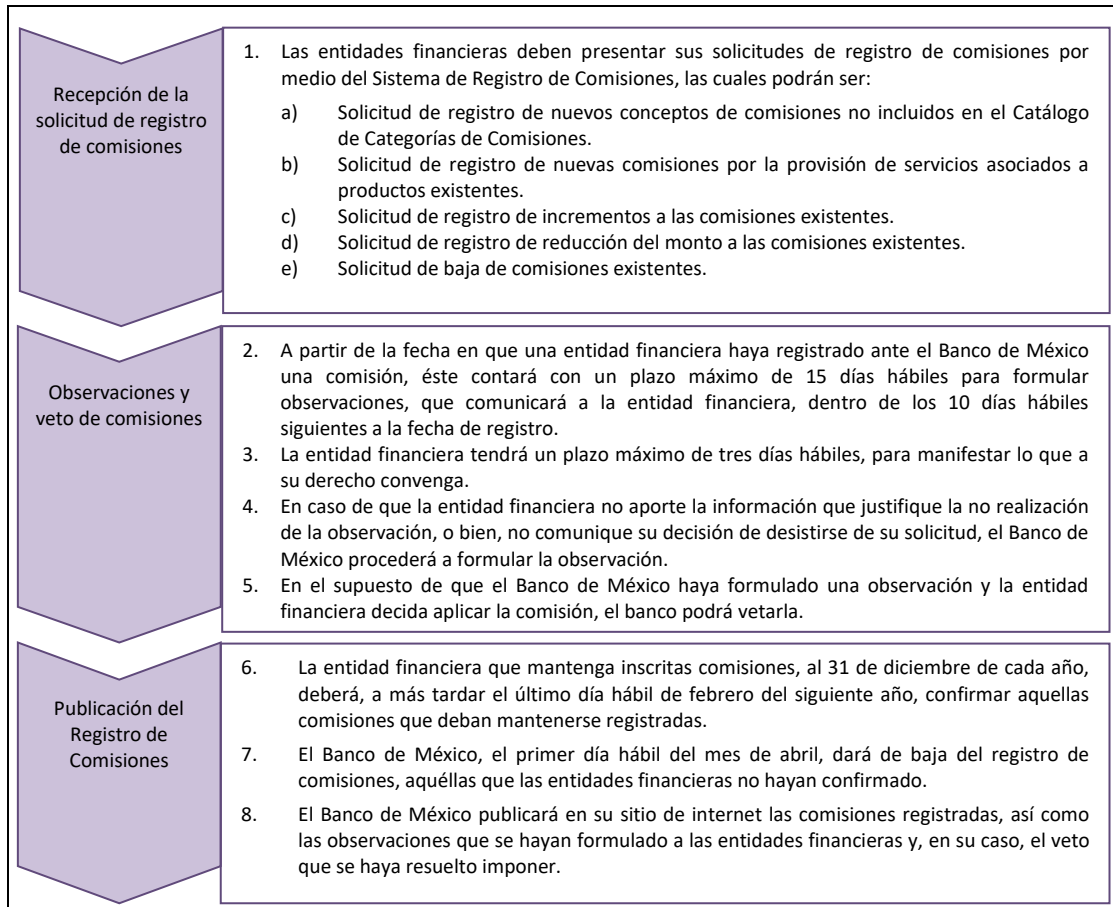 Recepción de la
solicitud de registro
de comisiones
1. Las entidades financieras deben presentar sus solicitudes de registro de comisiones por
medio del Sistema de Registro de Comisiones, las cuales podrán ser:
a) Solicitud de registro de nuevos conceptos de comisiones no incluidos en el Catálogo
de Categorías de Comisiones.
b) Solicitud de registro de nuevas comisiones por la provisión de servicios asociados a
productos existentes.
c) Solicitud de registro de incrementos a las comisiones existentes.
d) Solicitud de registro de reducción del monto a las comisiones existentes.
e) Solicitud de baja de comisiones existentes.
Observaciones y
veto de comisiones
2. A partir de la fecha en que una entidad financiera haya registrado ante el Banco de México
una comisión, éste contará con un plazo máximo de 15 días hábiles para formular
observaciones, que comunicará a la entidad financiera, dentro de los 10 días hábiles
siguientes a la fecha de registro.
3. La entidad financiera tendrá un plazo máximo de tres días hábiles, para manifestar lo que a
su derecho convenga.
4. En caso de que la entidad financiera no aporte la información que justifique la no realización
de la observación, o bien, no comunique su decisión de desistirse de su solicitud, el Banco de
México procederá a formular la observación.
5. En el supuesto de que el Banco de México haya formulado una observación y la entidad
financiera decida aplicar la comisión, el banco podrá vetarla.
Publicación del
Registro de
Comisiones
6. La entidad financiera que mantenga inscritas comisiones, al 31 de diciembre de cada año,
deberá, a más tardar el último día hábil de febrero del siguiente año, confirmar aquellas
comisiones que deban mantenerse registradas.
7. El Banco de México, el primer día hábil del mes de abril, dará de baja del registro de
comisiones, aquéllas que las entidades financieras no hayan confirmado.
8. El Banco de México publicará en su sitio de internet las comisiones registradas, así como
las observaciones que se hayan formulado a las entidades financieras y, en su caso, el veto
que se haya resuelto imponer.